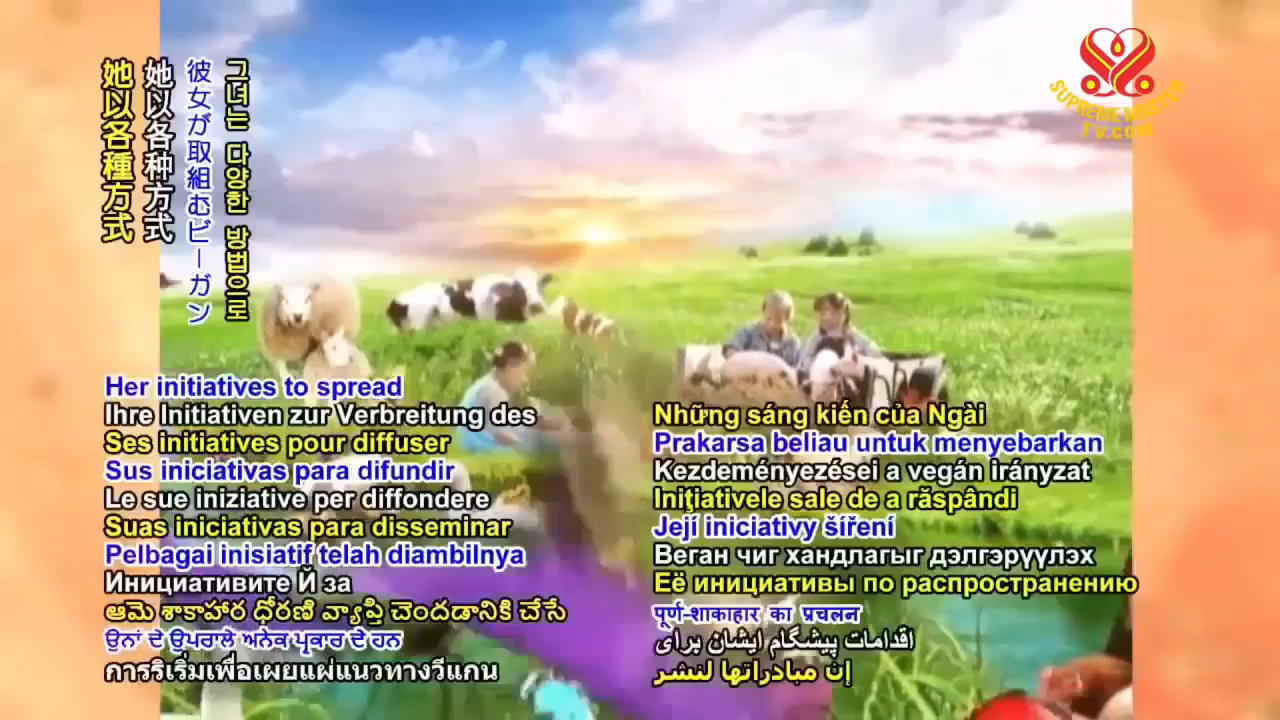 她以各種方式
她以各种方式
彼女が取組むビーガン
그녀는 다양한 방법으로
SUPREME MASTER
TV.COM
Her initiatives to spread
Ihre Initiativen zur Verbreitung des
Ses initiatives pour diffuser
Sus iniciativas para difundir
Le sue iniziative per diffondere
Suas iniciativas para disseminar
Pelbagai inisiatif telah diambilnya
Инициативите Й за
ఆమె శాకాహార ధోరణి వ్యాప్తి చెందడానికి చేసే
ਉਨਾਂ ਦੇ ਉਪਰਾਲੇ ਅਨੇਕ ਪ੍ਰਕਾਰ ਦੇ ਹਨ
การริเริ่มเพื่อเผยแผ่แนวทางวีแกน
Những sáng kiến của Ngài
Prakarsa beliau untuk menyebarkan
Kezdeményezései a vegán irányzat
Iniţiativele sale de a răspândi
Její iniciativy šíření
Веган чиг хандлагыг дэлгэрүүлэх
Её инициативы по распространению
पूर्ण-शाकाहार का प्रचलन
اقدامات پیشگام ایشان برای
إن مبادراتها لنشر